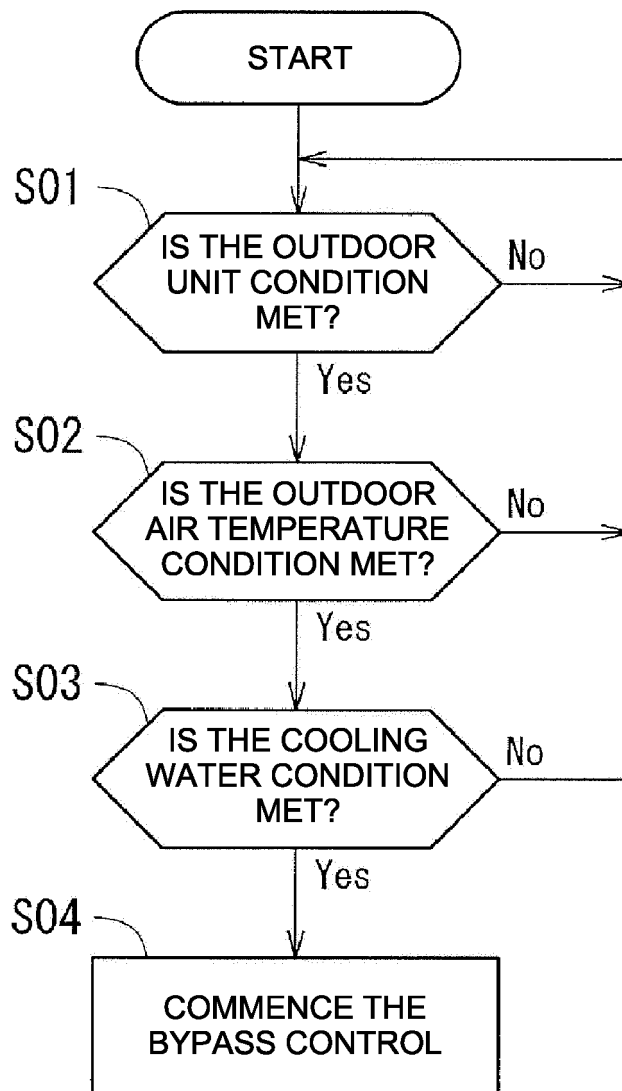 START
S01
IS THE OUTDOOR
UNIT CONDITION
MET?
No
Yes
S02
IS THE OUTDOOR
AIR TEMPERATURE
CONDITION MET?
No
Yes
S03
IS THE COOLING
WATER CONDITION
MET?
No
Yes
S04
COMMENCE THE
BYPASS CONTROL